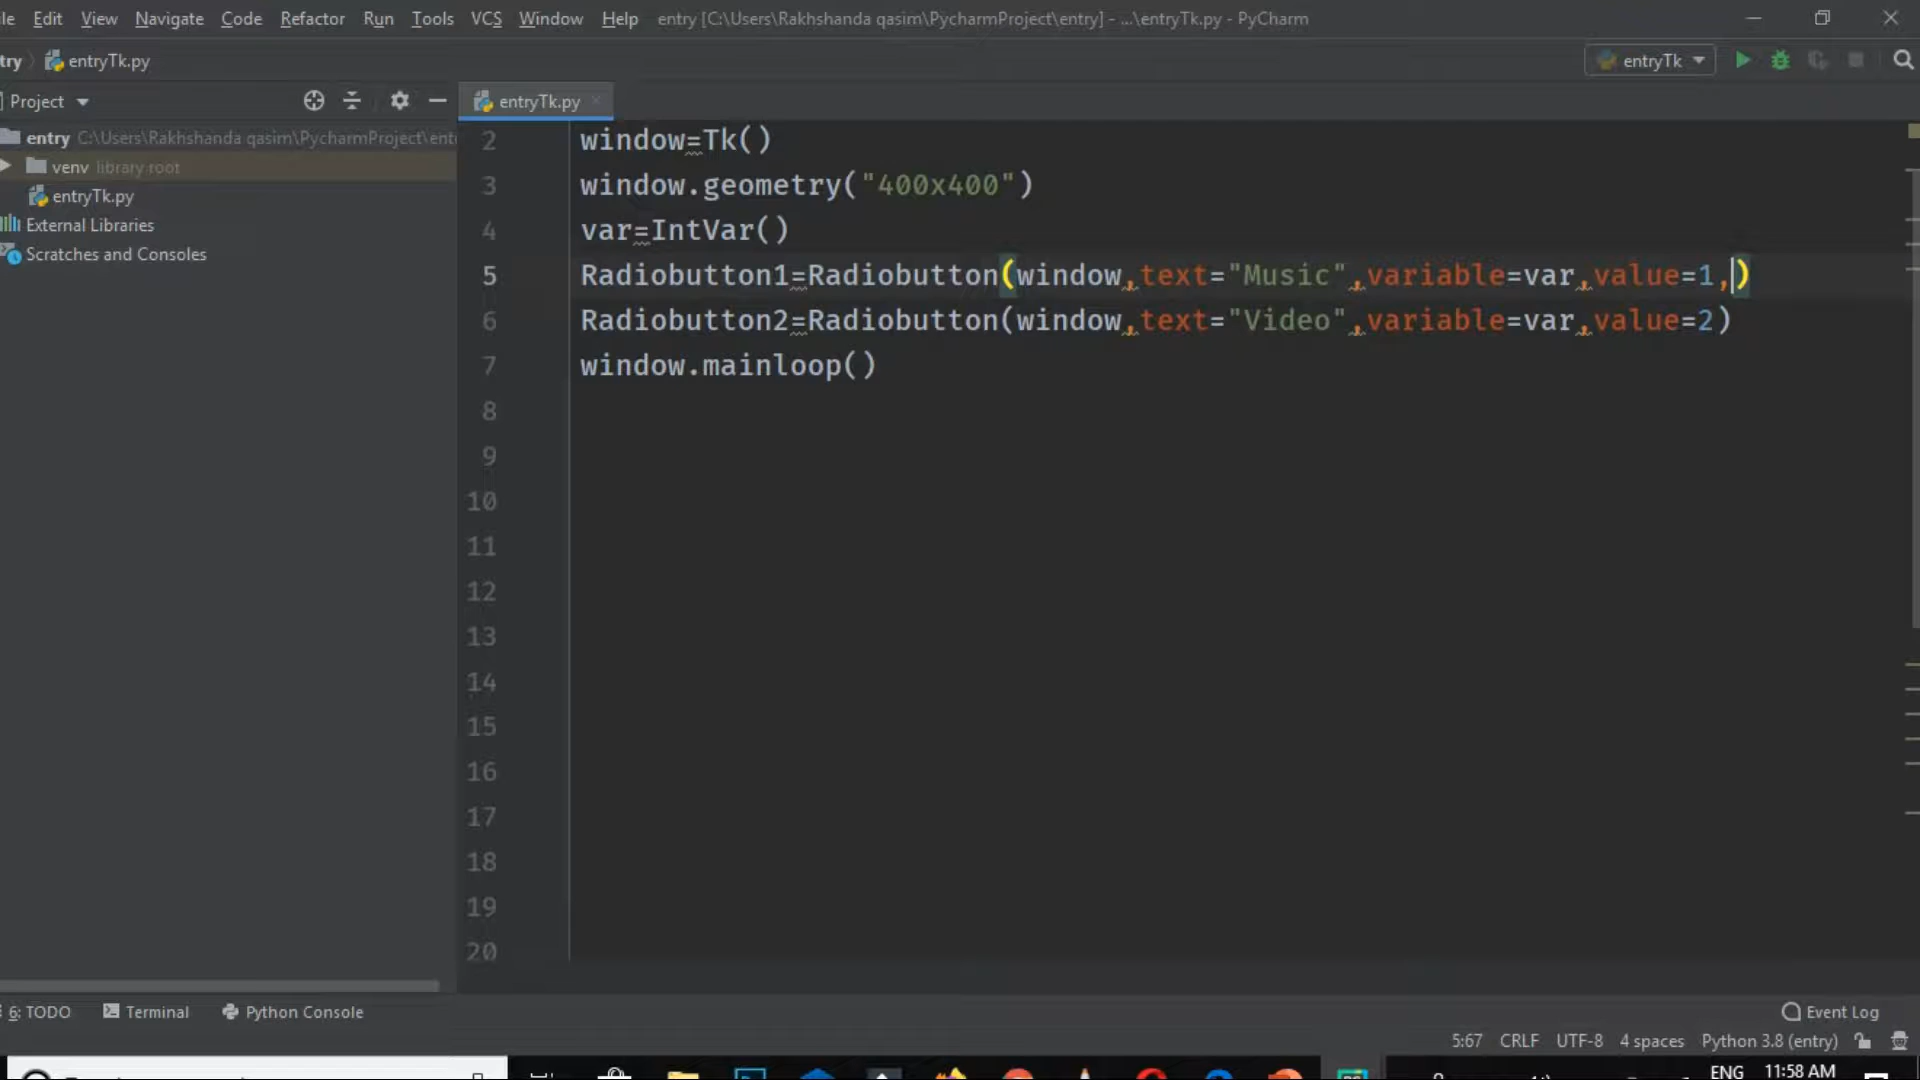 le Edit View Navigate Code Refactor Run Tools VCS Window Help entry [C:\Users\Rakhshanda qasim\PycharmProject\entry] - ...\entryTk.py - PyCharm
try entryTk.py entryTk
Project entryTk.py
entry C:\Users\Rakhshanda qasim\PycharmProject\ent
venv library root
entryTk.py
External Libraries
Scratches and Consoles
2 window=Tk()
3 window.geometry("400x400")
4 var=IntVar()
5 Radiobutton1=Radiobutton(window,text="Music",variable=var,value=1,)
6 Radiobutton2=Radiobutton(window,text="Video",variable=var,value=2)
7 window.mainloop()
8
9
10
11
12
13
14
15
16
17
18
19
20
6: TODO Terminal Python Console Event Log
5:67 CRLF UTF-8 4 spaces Python 3.8 (entry)
ENG 11:58 AM